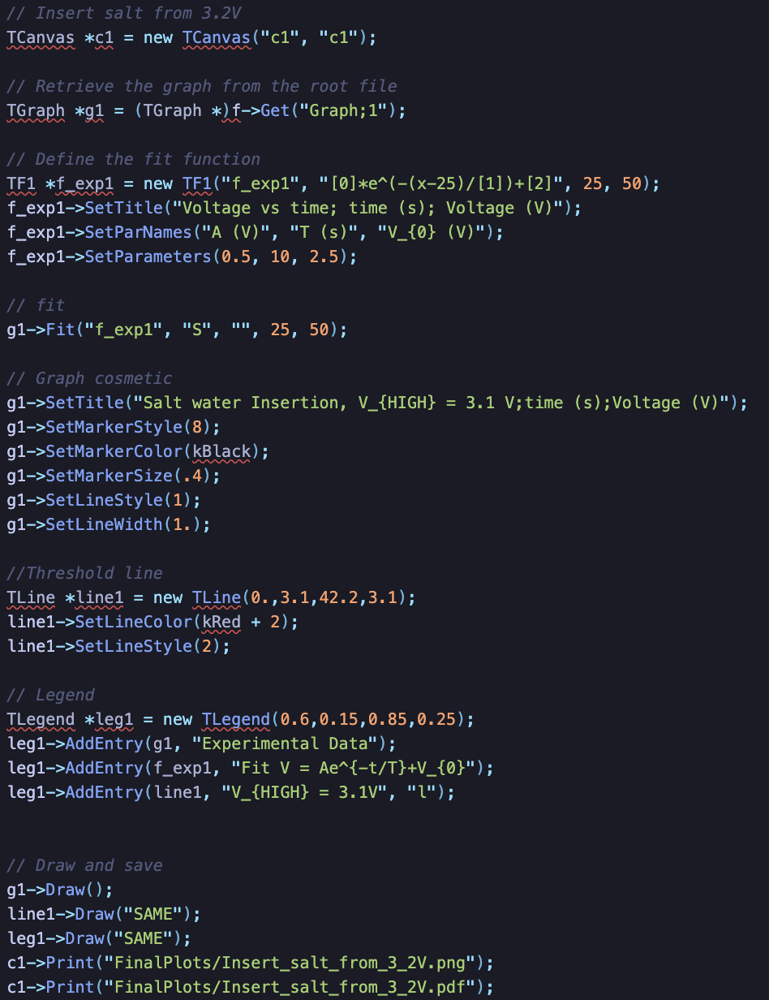 // Insert salt from 3.2V
TCanvas *c1 = new TCanvas("c1", "c1");
// Retrieve the graph from the root file
TGraph *g1 = (TGraph *)f->Get("Graph;1");
// Define the fit function
TF1 *f_exp1 = new TF1("f_exp1", "[0]*e^(-(x-25)/[1])+[2]", 25, 50);
f_exp1->SetTitle("Voltage vs time; time (s); Voltage (V)");
f_exp1->SetParNames("A (V)", "T (s)", "V_{0} (V)");
f_exp1->SetParameters(0.5, 10, 2.5);
// fit
g1->Fit("f_exp1", "S", "", 25, 50);
// Graph cosmetic
g1->SetTitle("Salt water Insertion, V_{HIGH} = 3.1 V;time (s);Voltage (V)");
g1->SetMarkerStyle(8);
g1->SetMarkerColor(kBlack);
g1->SetMarkerSize(.4);
g1->SetLineStyle(1);
g1->SetLineWidth(1.);
//Threshold line
TLine *line1 = new TLine(0.,3.1,42.2,3.1);
line1->SetLineColor(kRed + 2);
line1->SetLineStyle(2);
// Legend
TLegend *leg1 = new TLegend(0.6,0.15,0.85,0.25);
leg1->AddEntry(g1, "Experimental Data");
leg1->AddEntry(f_exp1, "Fit V = Ae^{-t/T}+V_{0}");
leg1->AddEntry(line1, "V_{HIGH} = 3.1V", "l");
// Draw and save
g1->Draw();
line1->Draw("SAME");
leg1->Draw("SAME");
c1->Print("FinalPlots/Insert_salt_from_3_2V.png");
c1->Print("FinalPlots/Insert_salt_from_3_2V.pdf");